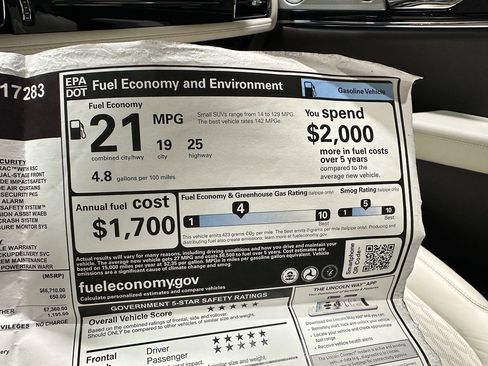 17283
EPA
DOT
Fuel Economy and Environment
Gasoline Vehicle
Fuel Economy
21
MPG
Small SUVs range from 14 to 129 MPG.
The best vehicle rates 142 MPGe.
19
25
combined city/hwy
city
highway
4.8 gallons per 100 miles
You Spend
$2,000
more in fuel costs
over 5 years
compared to the
average new vehicle.
Annual fuel cost
$1,700
Fuel Economy & Greenhouse Gas Rating (tailpipe only)
Smog Rating (tailpipe only)
4
5
1
10
Best
1
10
Best
This vehicle emits 423 grams CO2 per mile. The best emits 0 grams per mile (tailpipe only). Producing and
distributing fuel also create emissions; learn more at fueleconomy.gov.
Actual results will vary for many reasons, including driving conditions and how you drive and maintain your
vehicle. The average new vehicle gets 27 MPG and costs $6,500 to fuel over 5 years. Cost estimates are
based on 15,000 miles per year at $2.35 per gallon. MPGe is miles per gasoline gallon equivalent. Vehicle
emissions are a significant cause of climate change and smog.
fueleconomy.gov
Calculate personalized estimates and compare vehicles
Smartphone
QR Code
SECURITY
(MSRP)
$66,710.00
650.00
7,360.00
1,195.00
NO CHARGE
GOVERNMENT 5-STAR SAFETY RATINGS
Overall Vehicle Score
Based on the combined ratings of frontal, side and rollover.
Should ONLY be compared to other vehicles of similar size and weight.
Frontal
Driver
Passenger
THE LINCOLN WAY APP